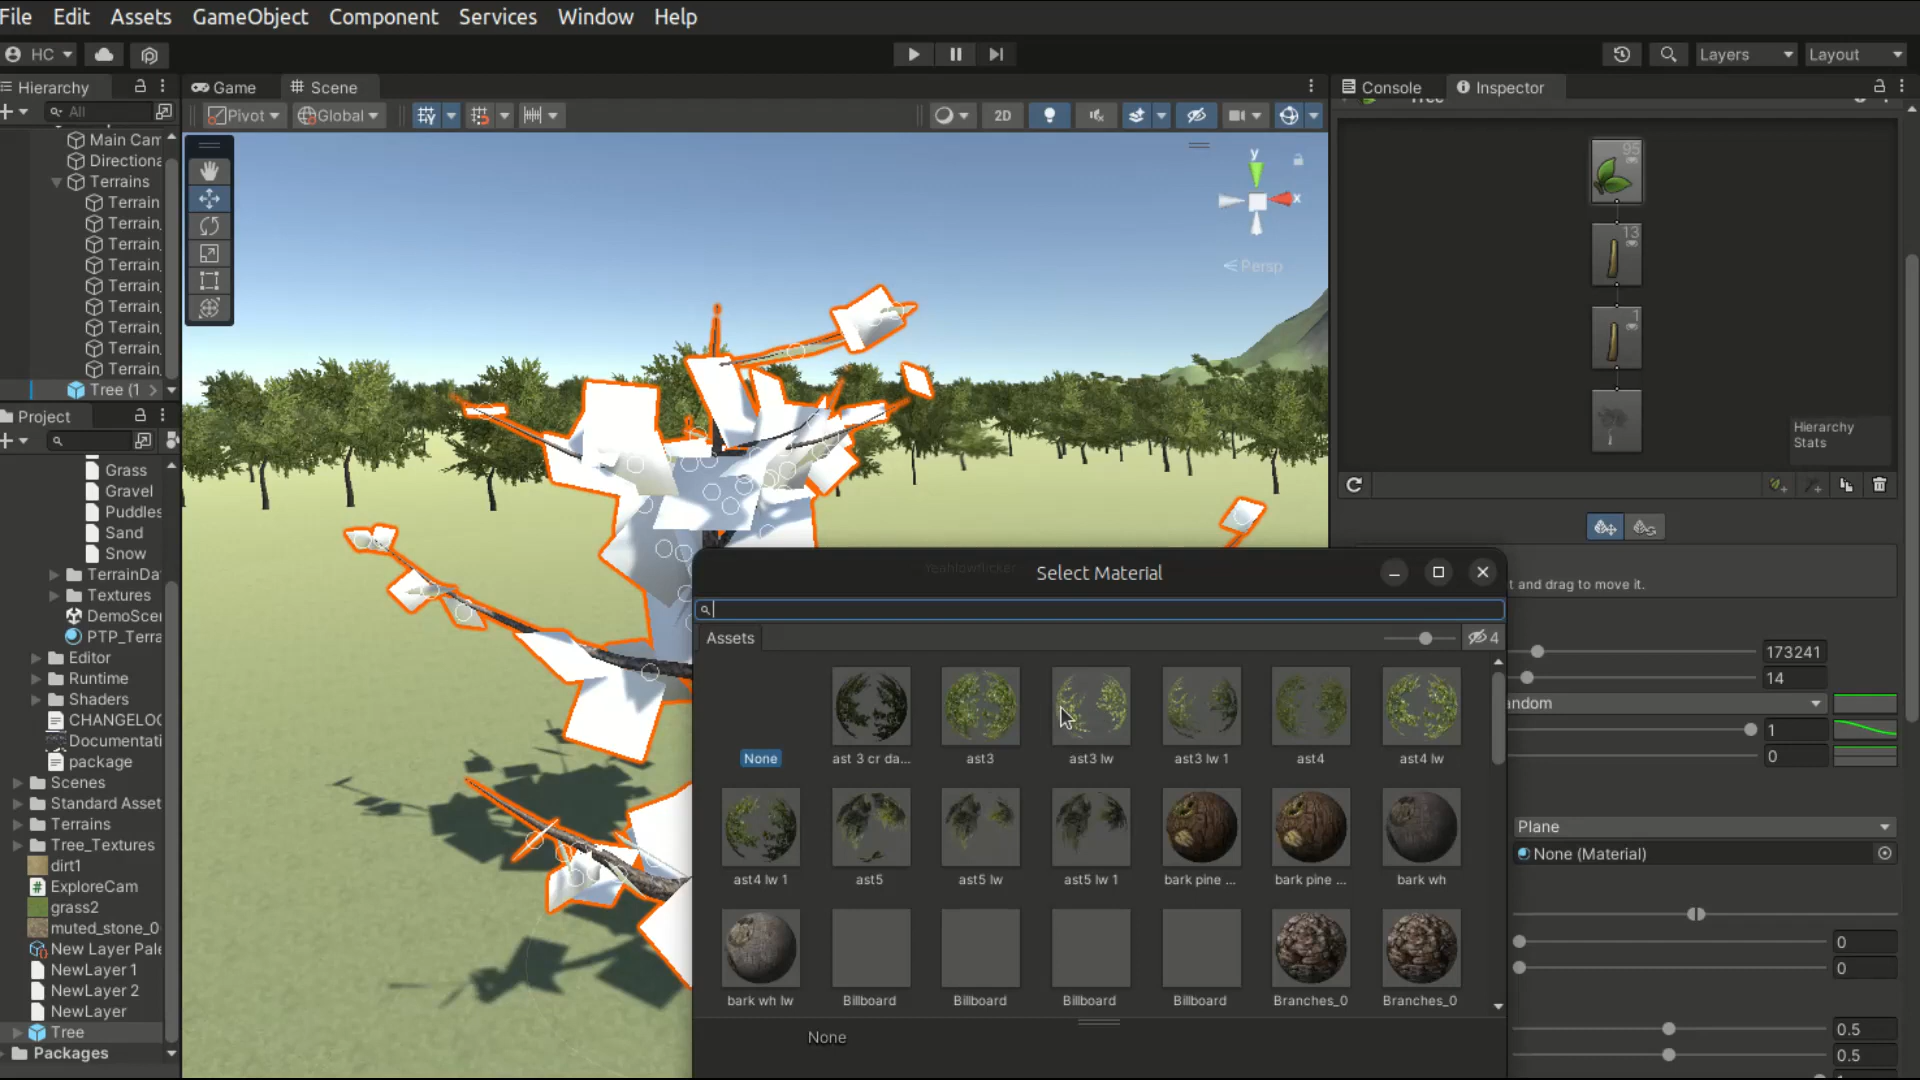 File Edit Assets GameObject Component Services Window Help
HC Layers Layout
Hierarchy
Game Scene
Console Inspector
All
Pivot Global 2D
Tree
Main Cam
Directiona
Terrains
Terrain
Terrain
Terrain
Terrain
Terrain
Terrain
Terrain
Terrain
Terrain
Tree (1
y
x
Persp
95
13
1
Hierarchy
Stats
Project
Grass
Gravel
Puddles
Sand
Snow
TerrainDa
Textures
DemoScen
PTP_Terra
Editor
Runtime
Shaders
CHANGELOG
Documentati
package
Scenes
Standard Asset
Terrains
Tree_Textures
dirt1
ExploreCam
grass2
muted_stone_0
New Layer Pale
NewLayer 1
NewLayer 2
NewLayer
Tree
Packages
Select Material
Assets 4
None ast 3 cr da... ast3 ast3 lw ast3 lw 1 ast4 ast4 lw
ast4 lw 1 ast5 ast5 lw ast5 lw 1 bark pine ... bark pine ... bark wh
bark wh lw Billboard Billboard Billboard Billboard Branches_0 Branches_0
None
t and drag to move it.
173241
14
andom
1
0
Plane
None (Material)
0
0
0.5
0.5